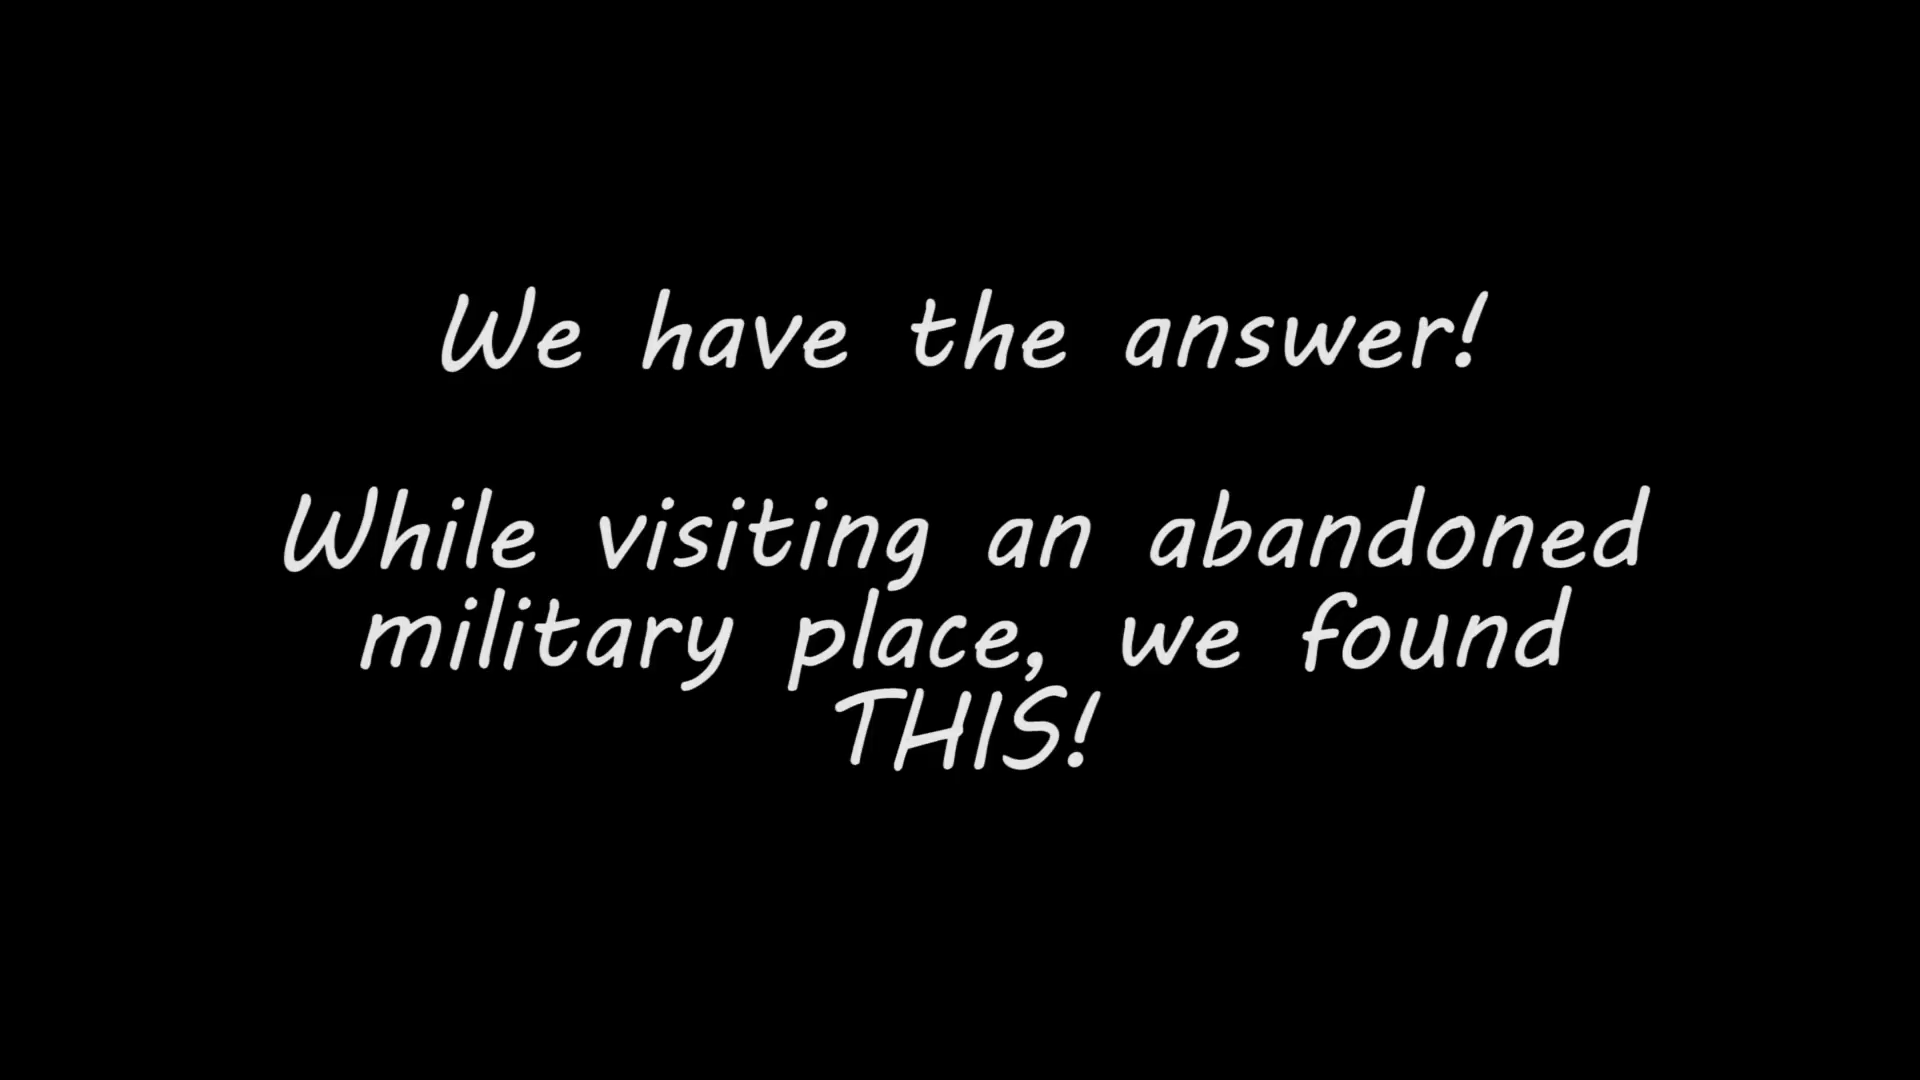 We have the answer!
While visiting an abandoned
military place, we found
THIS!